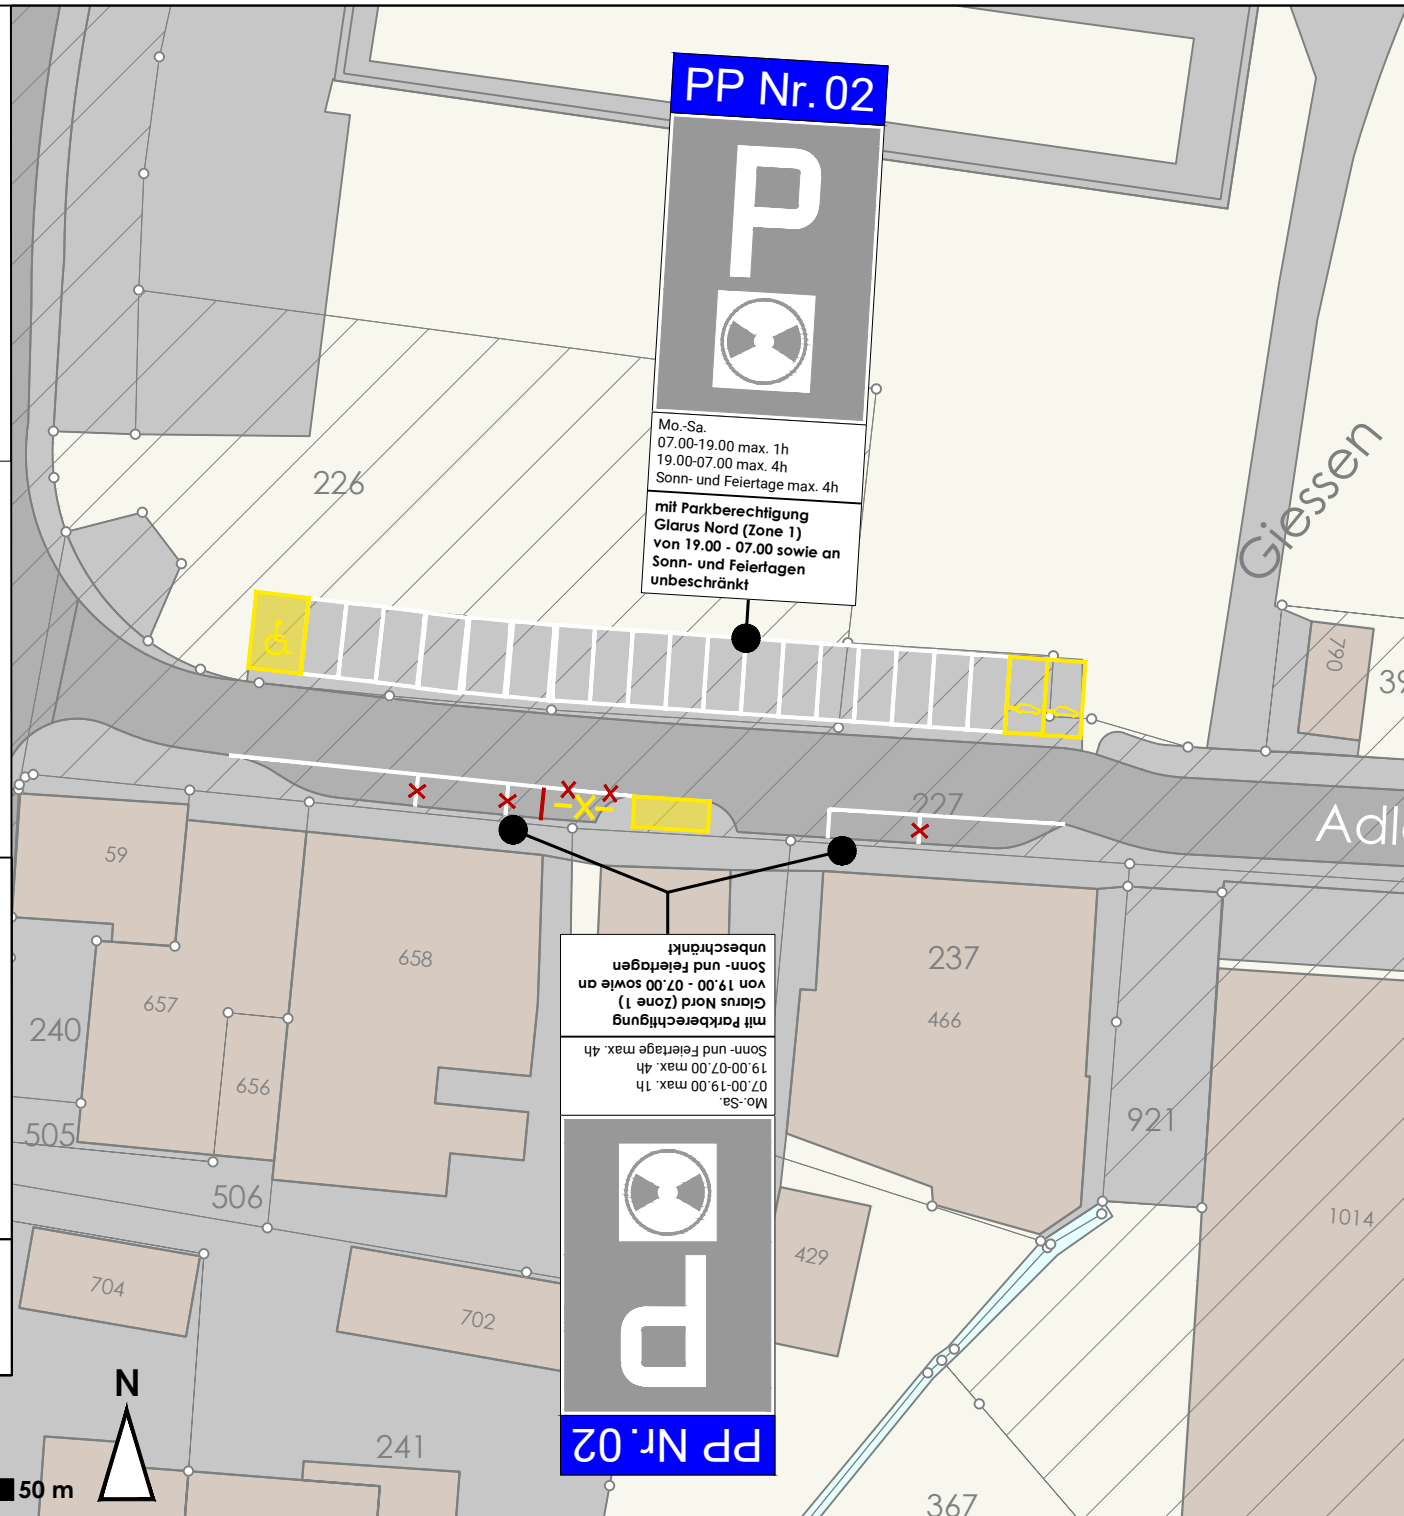 PP Nr. 02
P
Mo.-Sa.
07.00-19.00 max. 1h
19.00-07.00 max. 4h
Sonn- und Feiertage max. 4h
mit Parkberechtigung
Glarus Nord (Zone 1)
von 19.00 - 07.00 sowie an
Sonn- und Feiertagen
unbeschränkt
226
Giessen
790
227
59
658
657
240
656
505
506
237
466
921
1014
429
704
702
241
367
N
50 m
PP Nr. 02
P
Mo.-Sa.
07.00-19.00 max. 1h
19.00-07.00 max. 4h
Sonn- und Feiertage max. 4h
mit Parkberechtigung
Glarus Nord (Zone 1)
von 19.00 - 07.00 sowie an
Sonn- und Feiertagen
unbeschränkt